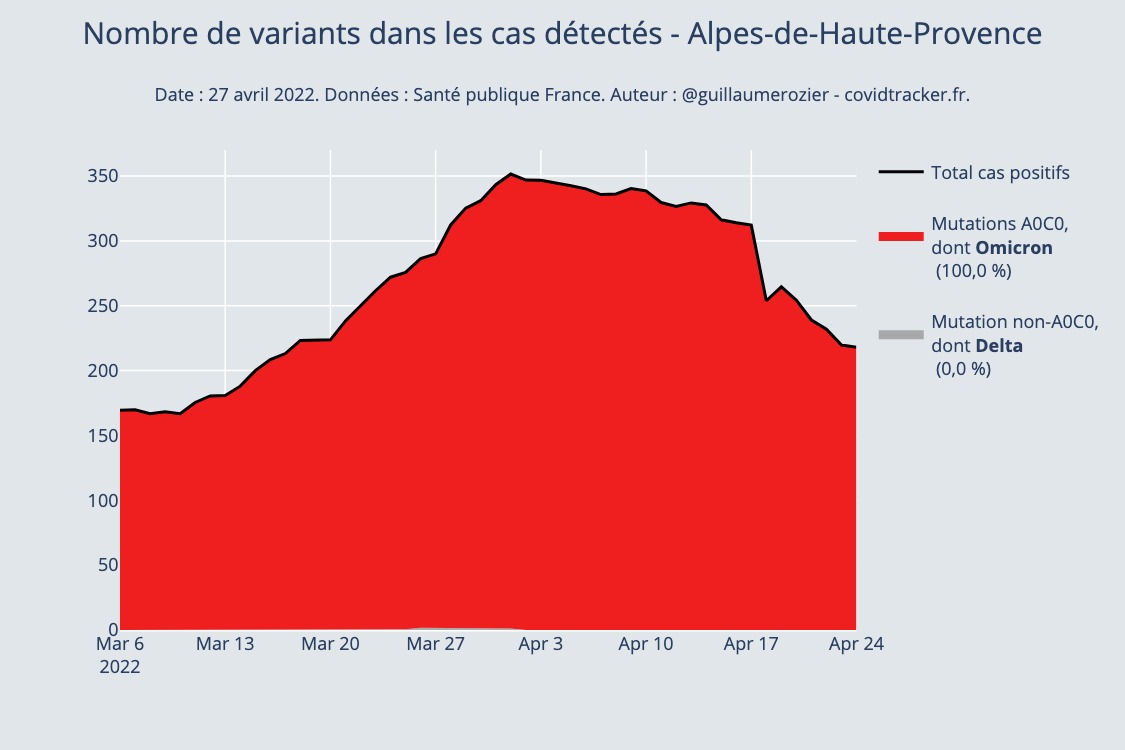 Nombre de variants dans les cas détectés - Alpes-de-Haute-Provence
Date : 27 avril 2022. Données : Santé publique France. Auteur : @guillaumerozier - covidtracker.fr.
350
300
250
200
150
100
50
0
Mar 6
2022
Mar 13
Mar 20
Mar 27
Apr 3
Apr 10
Apr 17
Apr 24
Total cas positifs
Mutations A0C0,
dont Omicron
(100,0 %)
Mutation non-A0C0,
dont Delta
(0,0 %)